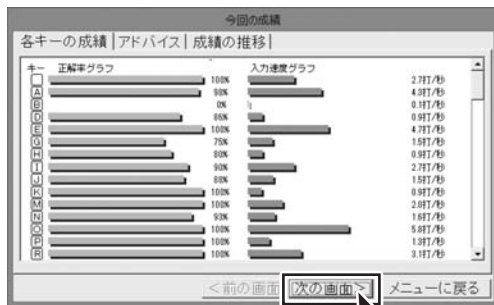 今回の成績
各キーの成績 アドバイス 成績の推移
キー 正解率グラフ 入力速度グラフ
100% 2.7打/秒
A 98% 4.3打/秒
B 0% 0.1打/秒
D 86% 0.9打/秒
E 100% 4.7打/秒
G 75% 1.5打/秒
H 80% 0.9打/秒
I 90% 2.7打/秒
J 88% 1.5打/秒
K 100% 0.9打/秒
M 100% 2.0打/秒
N 93% 1.6打/秒
O 100% 5.8打/秒
P 100% 1.3打/秒
R 100% 3.1打/秒
<前の画面 次の画面> メニューに戻る